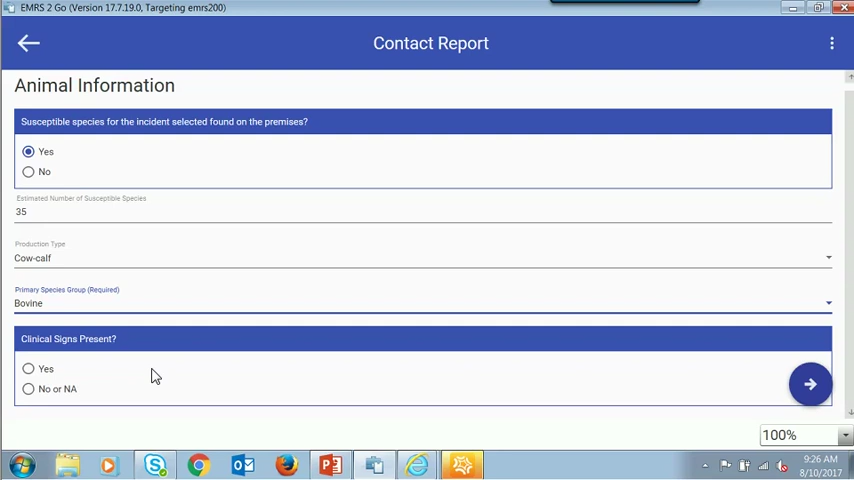 EMRS 2 Go (Version 17.7.19.0, Targeting emrs200)
Contact Report
Animal Information
Susceptible species for the incident selected found on the premises?
Yes
No
Estimated Number of Susceptible Species
35
Production Type
Cow-calf
Primary Species Group (Required)
Bovine
Clinical Signs Present?
Yes
No or NA
100%
9:26 AM
8/10/2017